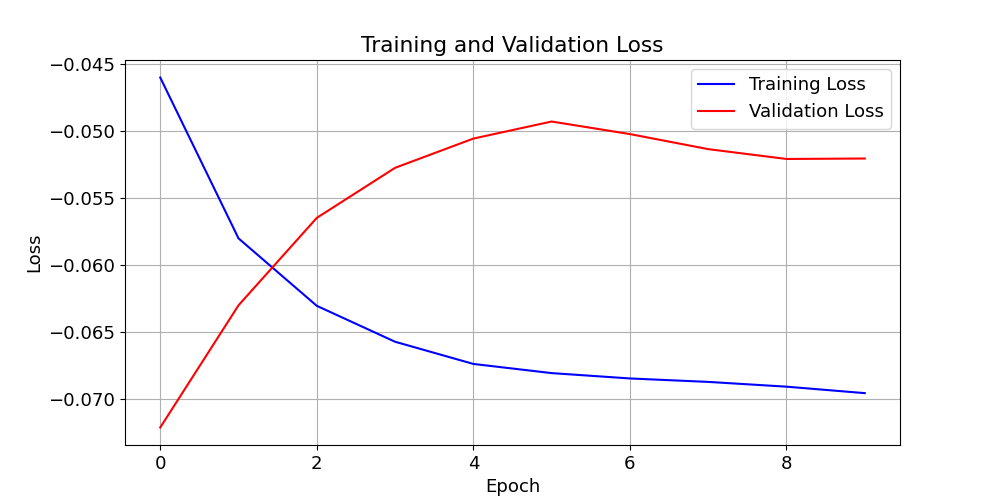 Training and Validation Loss
Training Loss
Validation Loss
Loss
−0.045
−0.050
−0.055
−0.060
−0.065
−0.070
0 2 4 6 8
Epoch